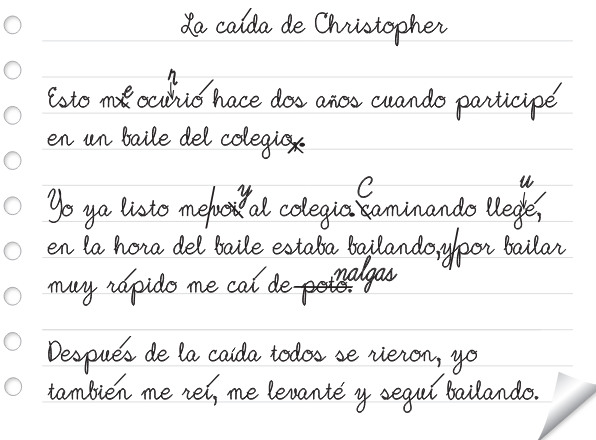 La caída de Christopher
Esto me ocurrió hace dos años cuando participé
en un baile del colegio.
Yo ya listo me voy al colegio. Caminando llegué,
en la hora del baile estaba bailando, y por bailar
muy rápido me caí de poto. nalgas
Después de la caída todos se rieron, yo
también me reí, me levanté y seguí bailando.